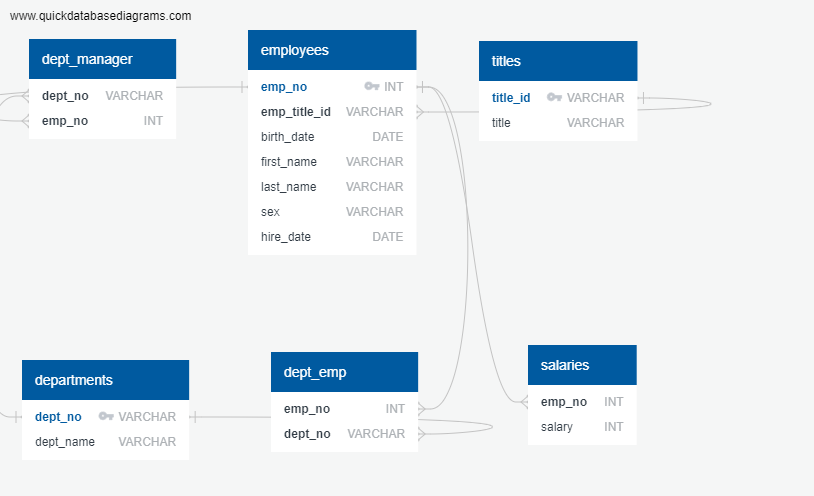 www.quickdatabasediagrams.com
dept_manager
dept_no VARCHAR
emp_no INT
employees
emp_no INT
emp_title_id VARCHAR
birth_date DATE
first_name VARCHAR
last_name VARCHAR
sex VARCHAR
hire_date DATE
titles
title_id VARCHAR
title VARCHAR
departments
dept_no VARCHAR
dept_name VARCHAR
dept_emp
emp_no INT
dept_no VARCHAR
salaries
emp_no INT
salary INT